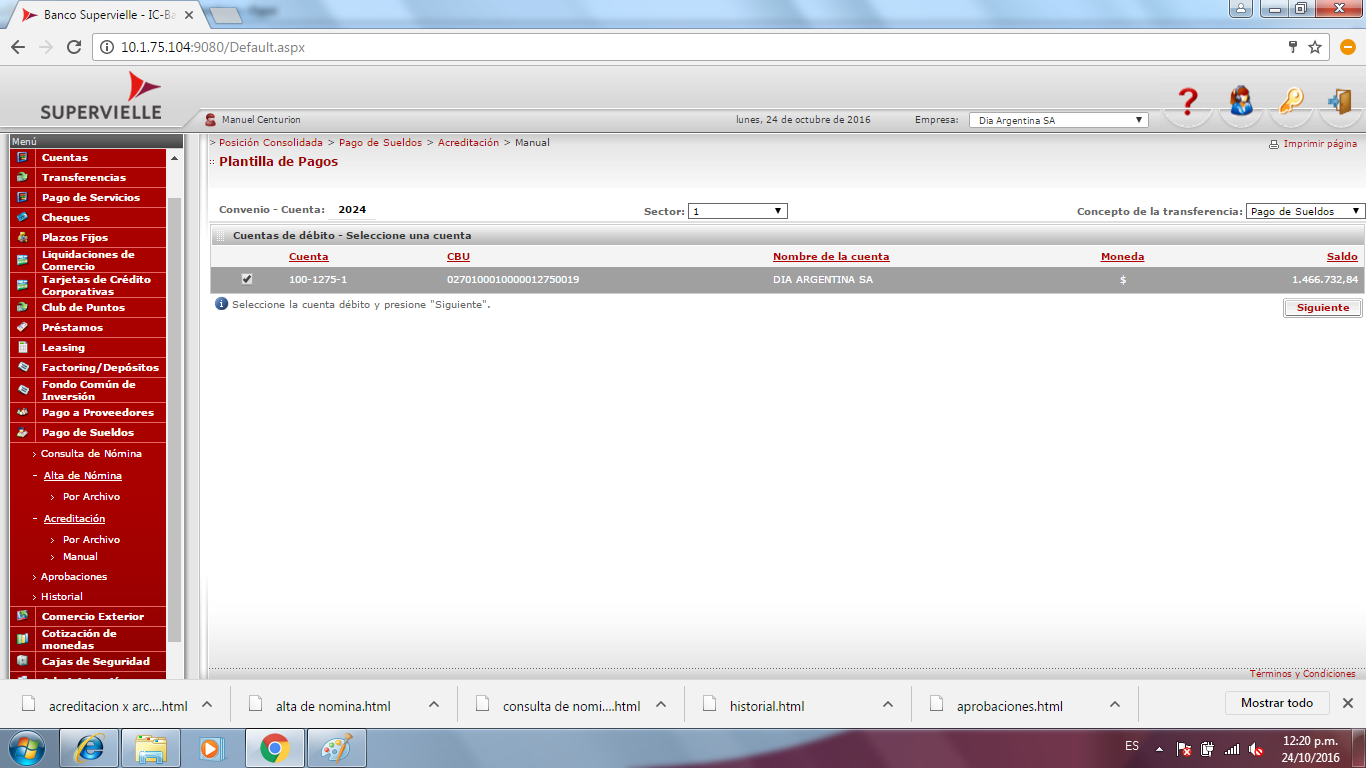 Banco Supervielle - IC-Ba
10.1.75.104:9080/Default.aspx
SUPERVIELLE
Manuel Centurion
lunes, 24 de octubre de 2016
Empresa:
Dia Argentina SA
Menú
Cuentas
Transferencias
Pago de Servicios
Cheques
Plazos Fijos
Liquidaciones de
Comercio
Tarjetas de Crédito
Corporativas
Club de Puntos
Préstamos
Leasing
Factoring/Depósitos
Fondo Común de
Inversión
Pago a Proveedores
Pago de Sueldos
Consulta de Nómina
Alta de Nómina
Por Archivo
Acreditación
Por Archivo
Manual
Aprobaciones
Historial
Comercio Exterior
Cotización de
monedas
Cajas de Seguridad
> Posición Consolidada > Pago de Sueldos > Acreditación > Manual
Imprimir página
:: Plantilla de Pagos
Convenio - Cuenta: 2024
Sector: 1
Concepto de la transferencia: Pago de Sueldos
Cuentas de débito - Seleccione una cuenta
Cuenta CBU Nombre de la cuenta Moneda Saldo
100-1275-1 0270100010000012750019 DIA ARGENTINA SA $ 1.466.732,84
Seleccione la cuenta débito y presione "Siguiente".
Siguiente
Términos y Condiciones
acreditacion x arc....html
alta de nomina.html
consulta de nomi....html
historial.html
aprobaciones.html
Mostrar todo
ES
12:20 p.m.
24/10/2016